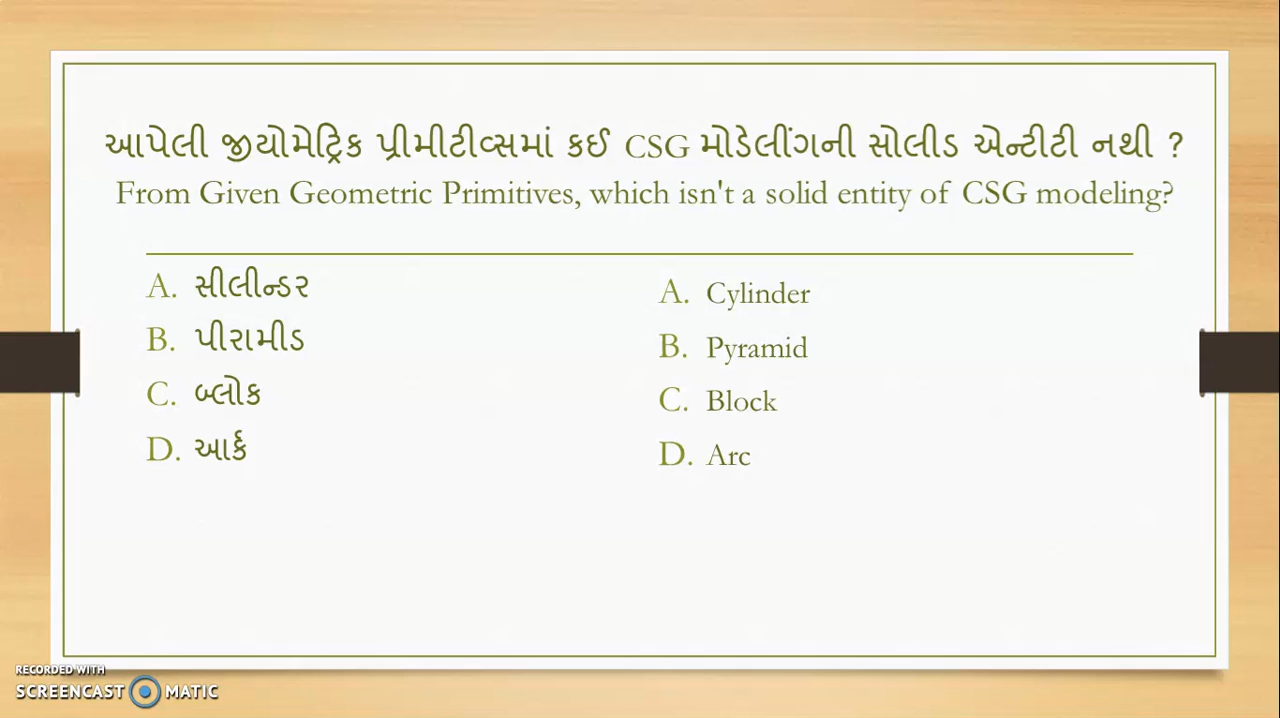 આપેલી જીયોમેટ્રિક પ્રીમીટીવ્સમાં કઈ CSG મોડેલીંગની સોલીડ એન્ટીટી નથી ?
From Given Geometric Primitives, which isn't a solid entity of CSG modeling?
A. સીલીન્ડર
B. પીરામીડ
C. બ્લોક
D. આર્ક
A. Cylinder
B. Pyramid
C. Block
D. Arc
RECORDED WITH
SCREENCAST MATIC